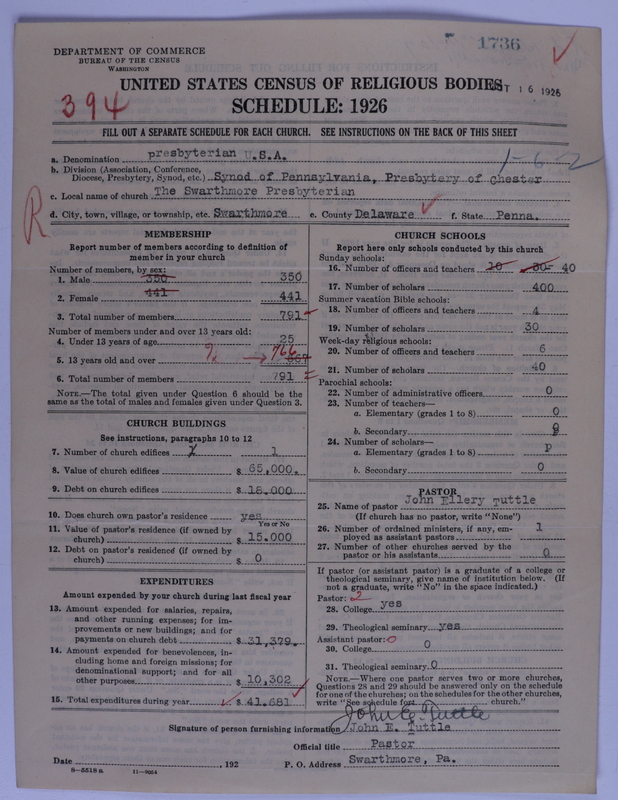 1736
DEPARTMENT OF COMMERCE
BUREAU OF THE CENSUS
WASHINGTON
UNITED STATES CENSUS OF RELIGIOUS BODIES
16 1926
394
SCHEDULE: 1926
FILL OUT A SEPARATE SCHEDULE FOR EACH CHURCH. SEE INSTRUCTIONS ON THE BACK OF THIS SHEET
a. Denomination presbyterian U.S.A.
1-6-2
b. Division (Association, Conference,
Diocese, Presbytery, Synod, etc.) Synod of Pennsylvania, Presbytery of Chester
c. Local name of church The Swarthmore Presbyterian
R
d. City, town, village, or township, etc. Swarthmore e. County Delaware f. State Penna.
MEMBERSHIP
Report number of members according to definition of
member in your church
Number of members, by sex:
1. Male 350 350
2. Female 441 441
3. Total number of members 791
Number of members under and over 13 years old:
4. Under 13 years of age 25
5. 13 years old and over 766
6. Total number of members 791
NOTE.—The total given under Question 6 should be
same as the total of males and females given under Question 3.
CHURCH BUILDINGS
See instructions, paragraphs 10 to 12
7. Number of church edifices 1
8. Value of church edifices $ 65,000.
9. Debt on church edifices $ 18.000
10. Does church own pastor's residence yes
Yes or No
11. Value of pastor's residence (if owned by
church) $ 15.000
12. Debt on pastor's residence (if owned by
church) $ 0
EXPENDITURES
Amount expended by your church during last fiscal year
13. Amount expended for salaries, repairs,
and other running expenses; for im-
provements or new buildings; and for
payments on church debt $ 31,379.
14. Amount expended for benevolences, in-
cluding home and foreign missions; for
denominational support; and for all
other purposes $ 10,302
15. Total expenditures during year $ 41.681
CHURCH SCHOOLS
Report here only schools conducted by this church
Sunday schools:
16. Number of officers and teachers 10 30 40
17. Number of scholars 400
Summer vacation Bible schools:
18. Number of officers and teachers 4
19. Number of scholars 30
Week-day religious schools:
20. Number of officers and teachers 6
21. Number of scholars 40
Parochial schools:
22. Number of administrative officers 0
23. Number of teachers—
a. Elementary (grades 1 to 8) 0
b. Secondary
24. Number of scholars—
a. Elementary (grades 1 to 8) p
b. Secondary 0
PASTOR
25. Name of pastor John Ellery Tuttle
(If church has no pastor, write "None")
26. Number of ordained ministers, if any, em-
ployed as assistant pastors 1
27. Number of other churches served by the
pastor or his assistants 0
If pastor (or assistant pastor) is a graduate of a college or
theological seminary, give name of institution below. (If
not a graduate, write "No" in the space indicated.)
Pastor: 2
28. College yes
29. Theological seminary yes
Assistant pastor: 0
30. College 0
31. Theological seminary 0
NOTE.—Where one pastor serves two or more churches,
Questions 28 and 29 should be answered only on the schedule
for one of the churches; on the schedules for the other churches,
write "See schedule for church."
John E. Tuttle
Signature of person furnishing information John E. Tuttle
Official title Pastor
Date , 192 P. O. Address Swarthmore, Pa.
8—5518 a 11—9034